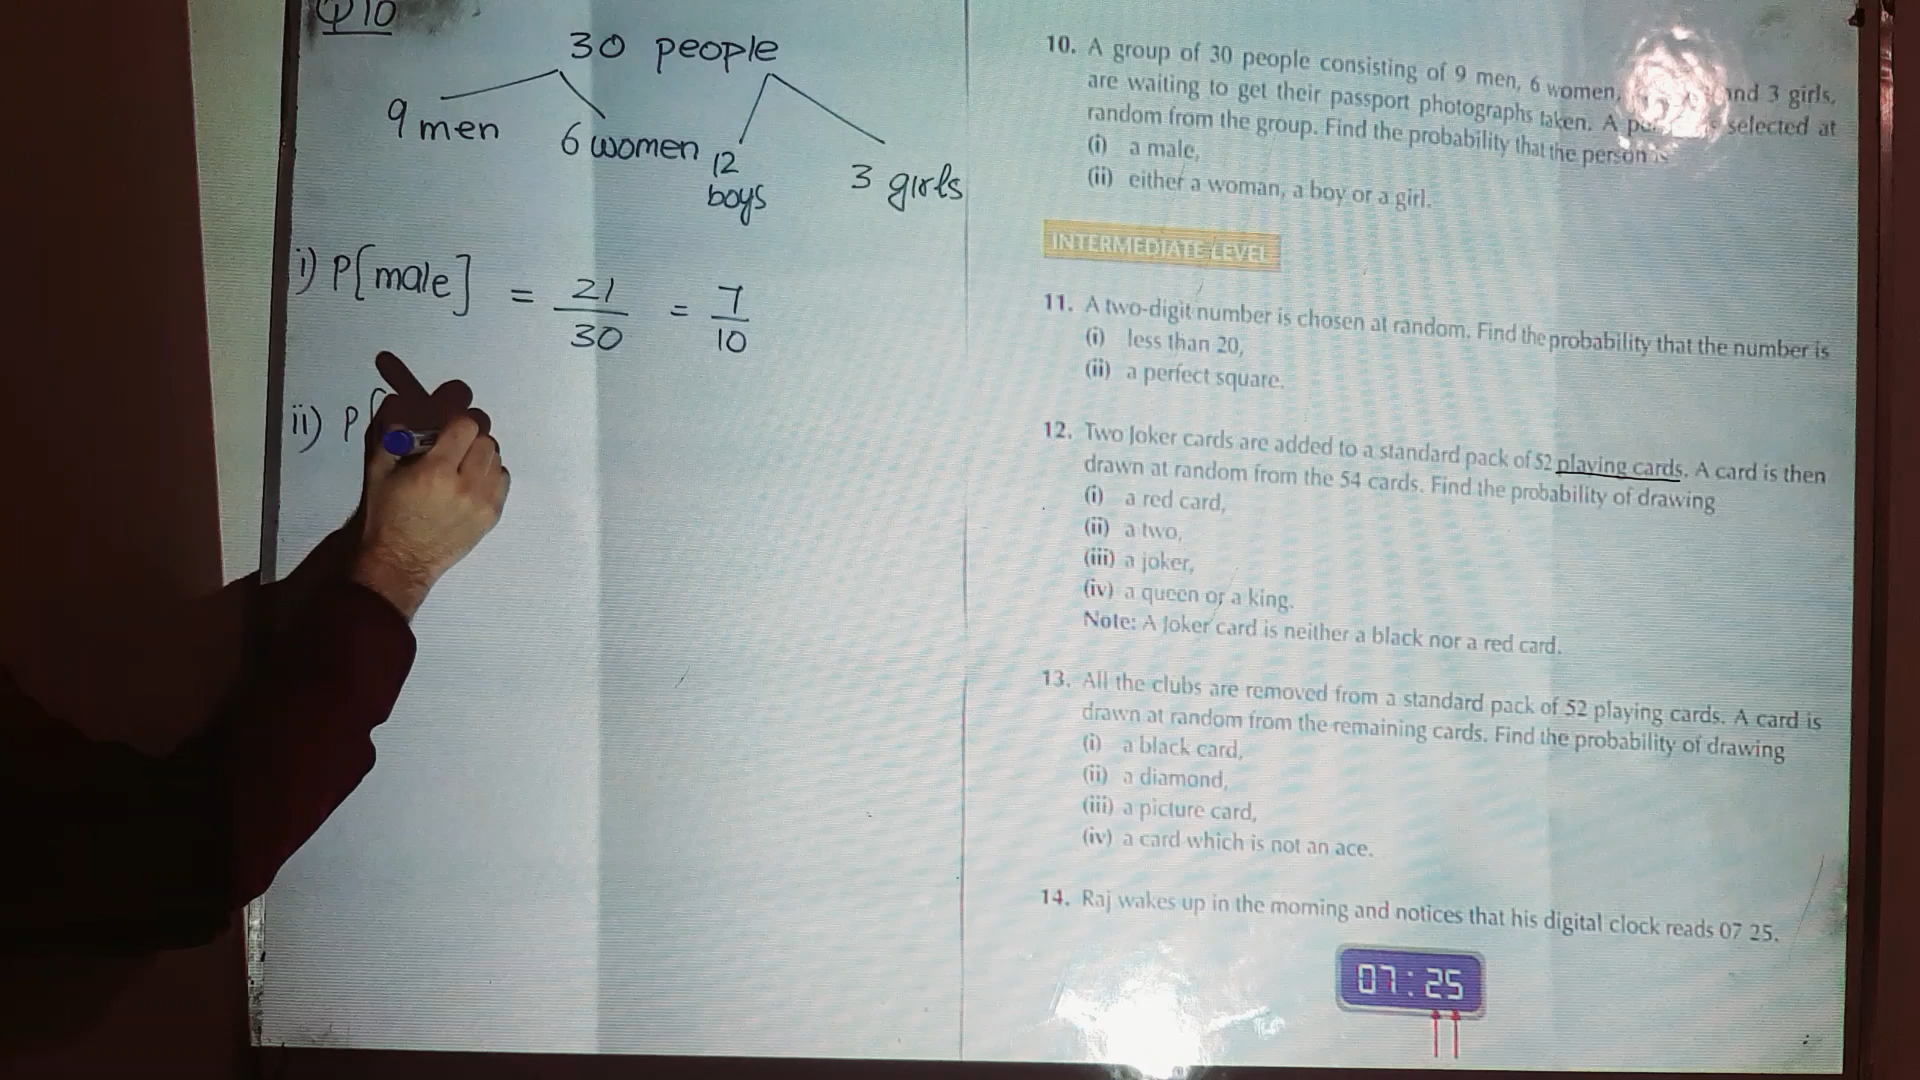 Q10
30 people
9 men
6 women
12
boys
3 girls
i) P[male] = 21/30 = 7/10
ii) P[
10. A group of 30 people consisting of 9 men, 6 women, and 3 girls,
are waiting to get their passport photographs taken. A selected at
random from the group. Find the probability that the person is
(i) a male,
(ii) either a woman, a boy or a girl.
INTERMEDIATE LEVEL
11. A two-digit number is chosen at random. Find the probability that the number is
(i) less than 20,
(ii) a perfect square.
12. Two Joker cards are added to a standard pack of 52 playing cards. A card is then
drawn at random from the 54 cards. Find the probability of drawing
(i) a red card,
(ii) a two,
(iii) a joker,
(iv) a queen or a king.
Note: A Joker card is neither a black nor a red card.
13. All the clubs are removed from a standard pack of 52 playing cards. A card is
drawn at random from the remaining cards. Find the probability of drawing
(i) a black card,
(ii) a diamond,
(iii) a picture card,
(iv) a card which is not an ace.
14. Raj wakes up in the morning and notices that his digital clock reads 07 25.
07:25